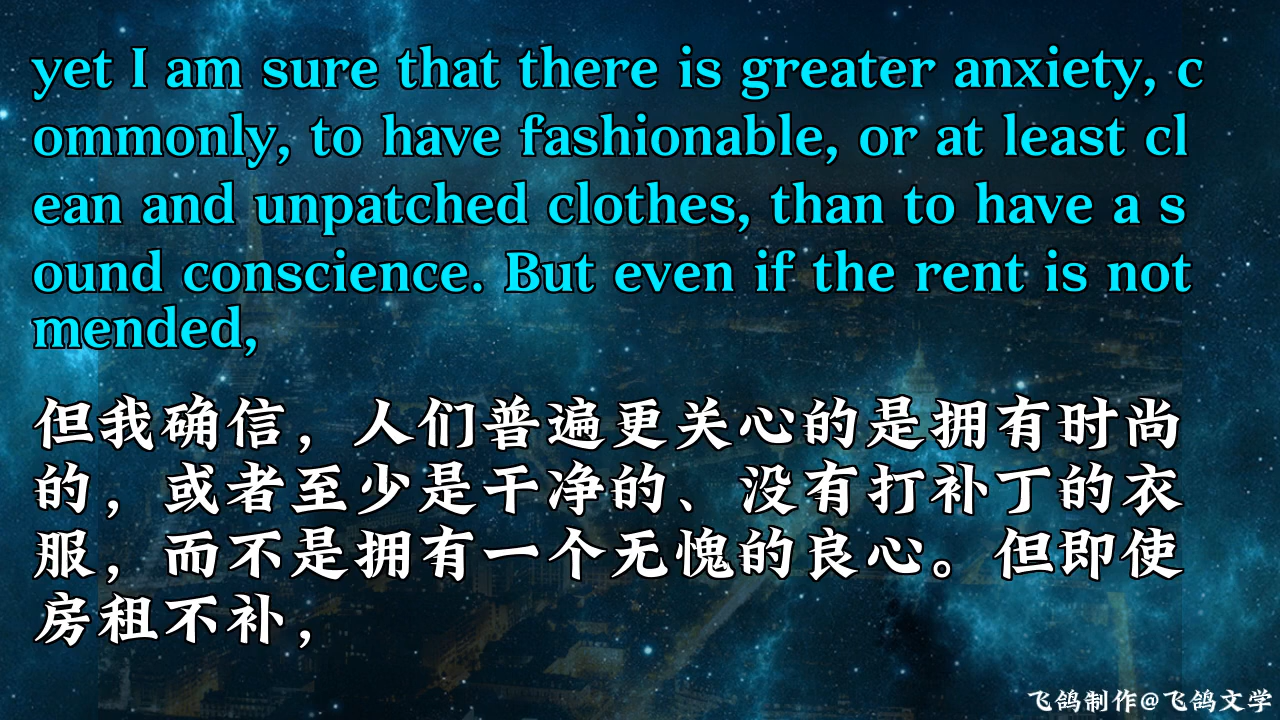 yet I am sure that there is greater anxiety, c
ommonly, to have fashionable, or at least cl
ean and unpatched clothes, than to have a s
ound conscience. But even if the rent is not
mended,
但我确信，人们普遍更关心的是拥有时尚
的，或者至少是干净的、没有打补丁的衣
服，而不是拥有一个无愧的良心。但即使
房租不补，
飞鸽制作@飞鸽文学